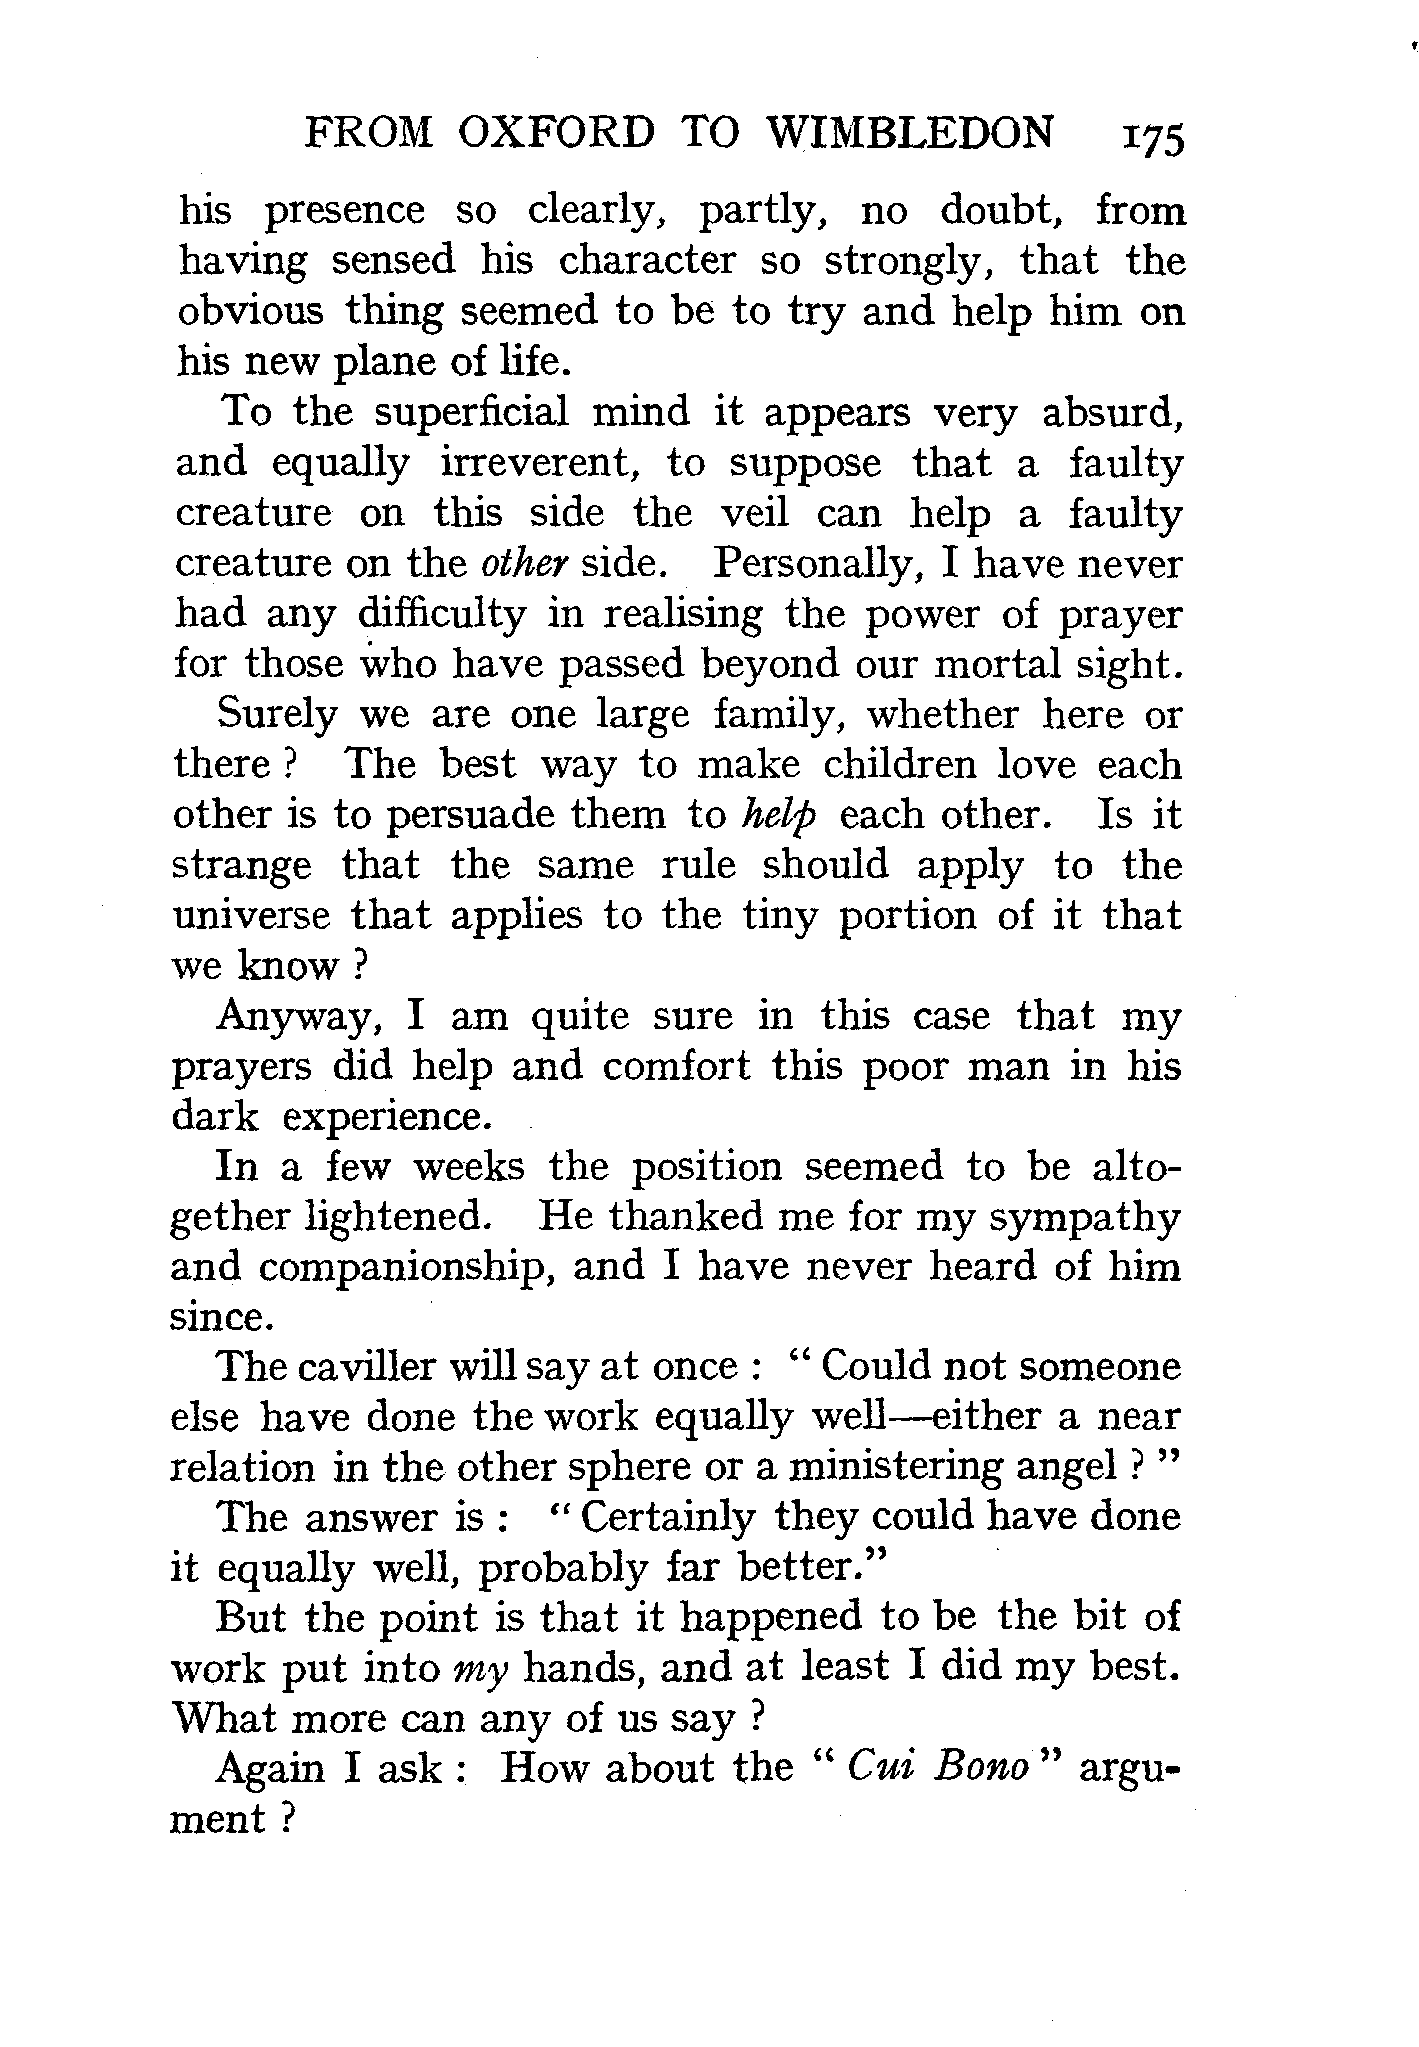 FROM OXFORD TO WIMBLEDON 175
his presence so clearly, partly, no doubt, from
having sensed his character so strongly, that the
obvious thing seemed to be to try and help him on
his new plane of life.
To the superficial mind it appears very absurd,
and equally irreverent, to suppose that a faulty
creature on this side the veil can help a faulty
creature on the other side. Personally, I have never
had any difficulty in realising the power of prayer
for those who have passed beyond our mortal sight.
Surely we are one large family, whether here or
there ? The best way to make children love each
other is to persuade them to help each other. Is it
strange that the same rule should apply to the
universe that applies to the tiny portion of it that
we know ?
Anyway, I am quite sure in this case that my
prayers did help and comfort this poor man in his
dark experience.
In a few weeks the position seemed to be alto-
gether lightened. He thanked me for my sympathy
and companionship, and I have never heard of him
since.
The caviller will say at once : “ Could not someone
else have done the work equally well—either a near
relation in the other sphere or a ministering angel ? ”
The answer is : “ Certainly they could have done
it equally well, probably far better.”
But the point is that it happened to be the bit of
work put into my hands, and at least I did my best.
What more can any of us say ?
Again I ask : How about the “ Cui Bono ” argu-
ment ?